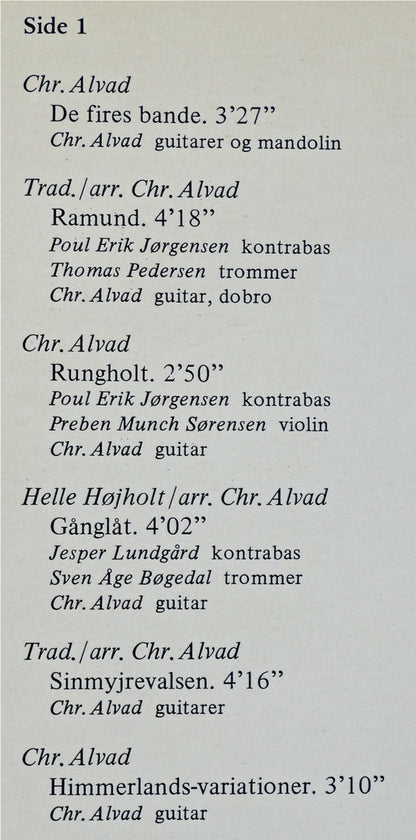 Side 1
Chr. Alvad
De fires bande. 3’27”
Chr. Alvad guitarer og mandolin
Trad./arr. Chr. Alvad
Ramund. 4’18”
Poul Erik Jørgensen kontrabas
Thomas Pedersen trommer
Chr. Alvad guitar, dobro
Chr. Alvad
Rungholt. 2’50”
Poul Erik Jørgensen kontrabas
Preben Munch Sørensen violin
Chr. Alvad guitar
Helle Højholt/arr. Chr. Alvad
Gånglåt. 4’02”
Jesper Lundgård kontrabas
Sven Åge Bøgedal trommer
Chr. Alvad guitar
Trad./arr. Chr. Alvad
Sinmyjrevalsen. 4’16”
Chr. Alvad guitarer
Chr. Alvad
Himmerlands-variationer. 3’10”
Chr. Alvad guitar